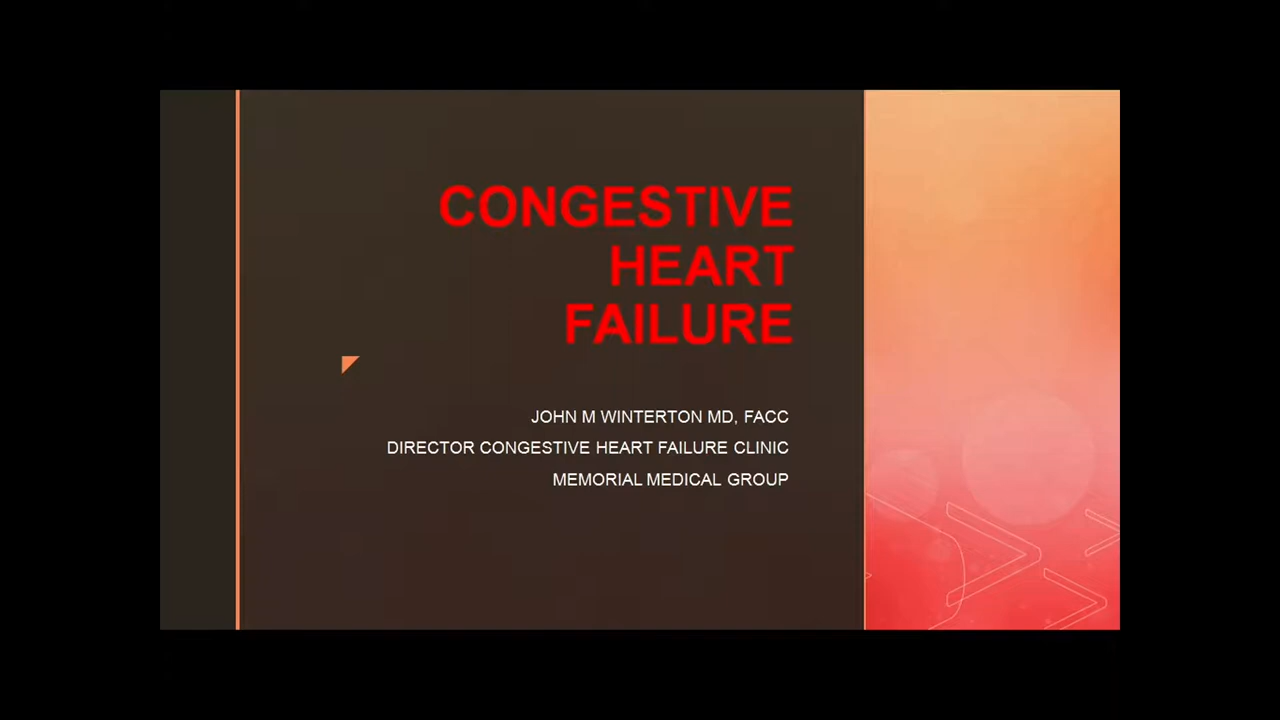 CONGESTIVE
HEART
FAILURE
JOHN M WINTERTON MD, FACC
DIRECTOR CONGESTIVE HEART FAILURE CLINIC
MEMORIAL MEDICAL GROUP